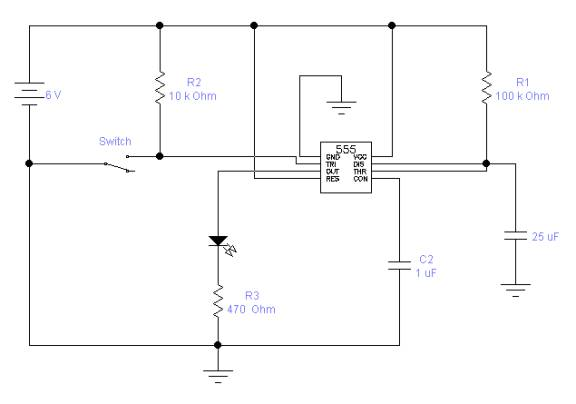 R2
10 k Ohm
R1
100 k Ohm
6 V
Switch
555
GND VCC
TRI DIS
OUT THR
RES CON
25 uF
C2
1 uF
R3
470 Ohm